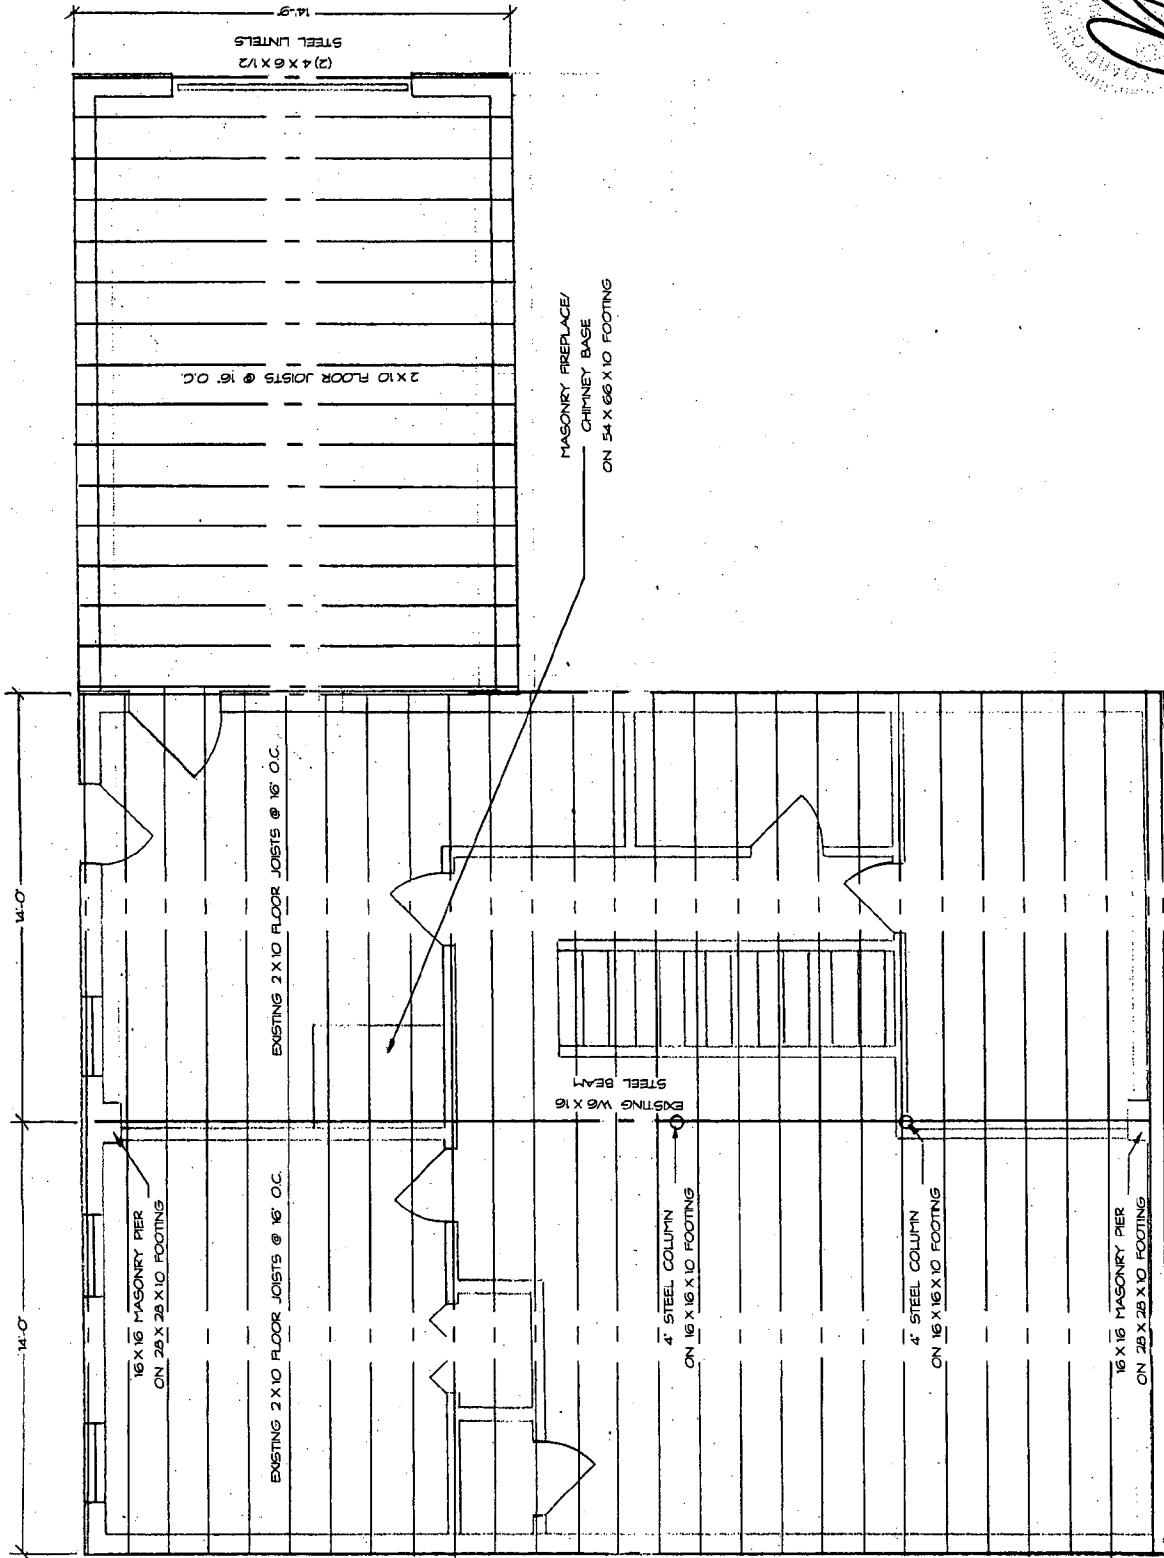 14'-9"
(2) 4 X 6 X 1/2
STEEL LINTELS
2 X 10 FLOOR JOISTS @ 16" O.C.
MASONRY FIREPLACE/
CHIMNEY BASE
ON 54 X 66 X 10 FOOTING
14'-0"
14'-0"
EXISTING 2 X 10 FLOOR JOISTS @ 16" O.C.
EXISTING 2 X 10 FLOOR JOISTS @ 16" O.C.
EXISTING W6 X 16
STEEL BEAM
16 X 16 MASONRY PIER
ON 28 X 28 X 10 FOOTING
4" STEEL COLUMN
ON 16 X 16 X 10 FOOTING
4" STEEL COLUMN
ON 16 X 16 X 10 FOOTING
16 X 16 MASONRY PIER
ON 28 X 28 X 10 FOOTING